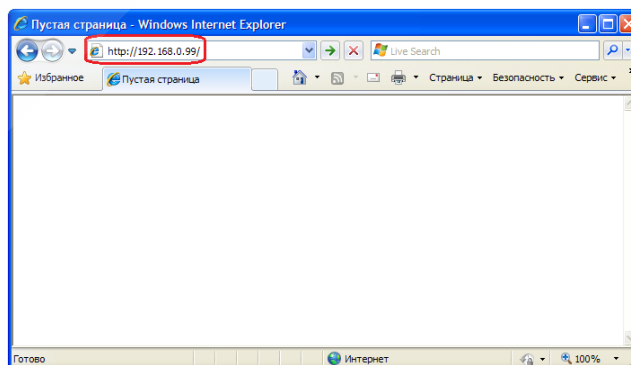 Пустая страница - Windows Internet Explorer
http://192.168.0.99/
Live Search
Избранное
Пустая страница
Страница
Безопасность
Сервис
Готово
Интернет
100%